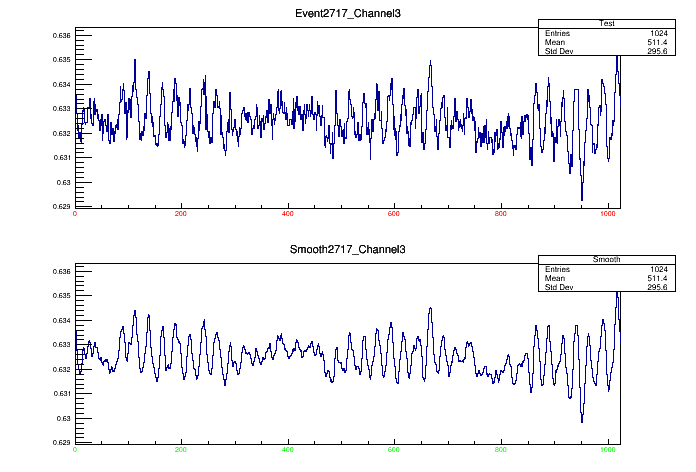 Event2717_Channel3
Test
Entries 1024
Mean 511.4
Std Dev 295.6
0.636
0.635
0.634
0.633
0.632
0.631
0.63
0.629
0 200 400 600 800 1000
Smooth2717_Channel3
Smooth
Entries 1024
Mean 511.4
Std Dev 295.6
0.636
0.635
0.634
0.633
0.632
0.631
0.63
0.629
0 200 400 600 800 1000